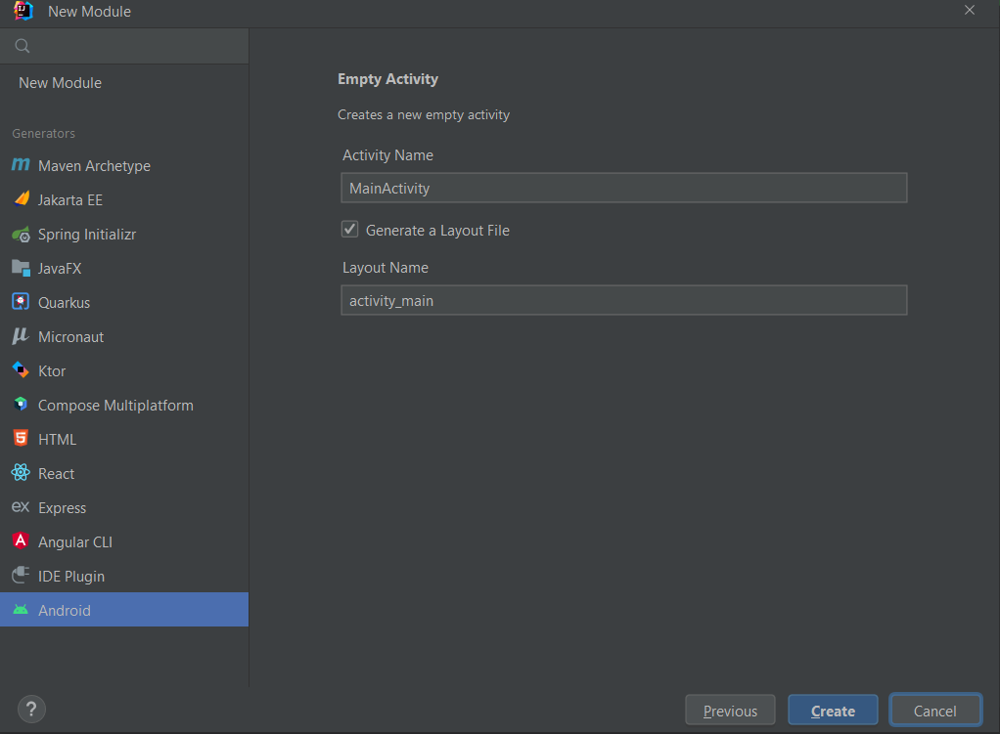 New Module
New Module
Generators
Maven Archetype
Jakarta EE
Spring Initializr
JavaFX
Quarkus
Micronaut
Ktor
Compose Multiplatform
HTML
React
Express
Angular CLI
IDE Plugin
Android
Empty Activity
Creates a new empty activity
Activity Name
MainActivity
Generate a Layout File
Layout Name
activity_main
?
Previous
Create
Cancel